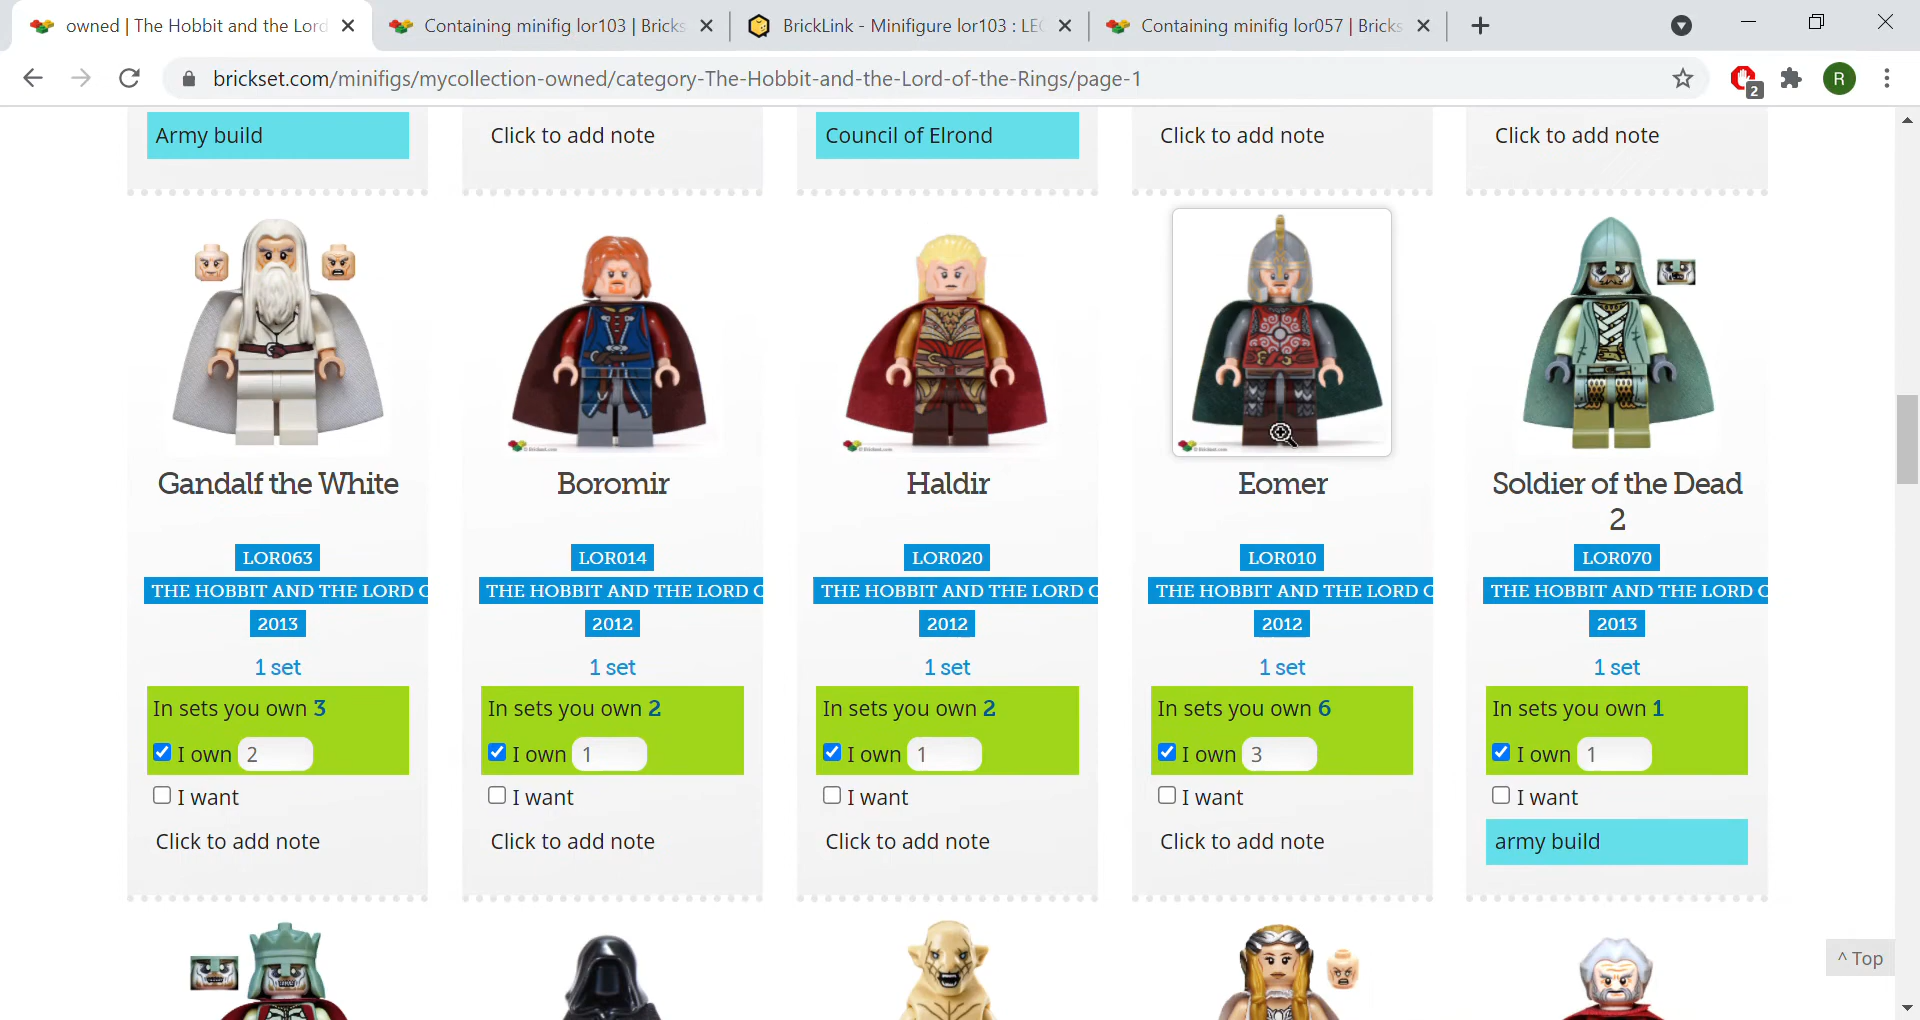 owned | The Hobbit and the Lord
Containing minifig lor103 | Bricks
BrickLink - Minifigure lor103 : LE
Containing minifig lor057 | Bricks
brickset.com/minifigs/mycollection-owned/category-The-Hobbit-and-the-Lord-of-the-Rings/page-1
2
R
Army build
Click to add note
Council of Elrond
Click to add note
Click to add note
Gandalf the White
Boromir
Haldir
Eomer
Soldier of the Dead
2
LOR063
LOR014
LOR020
LOR010
LOR070
THE HOBBIT AND THE LORD O
THE HOBBIT AND THE LORD O
THE HOBBIT AND THE LORD O
THE HOBBIT AND THE LORD O
THE HOBBIT AND THE LORD O
2013
2012
2012
2012
2013
1 set
1 set
1 set
1 set
1 set
In sets you own 3
In sets you own 2
In sets you own 2
In sets you own 6
In sets you own 1
I own 2
I own 1
I own 1
I own 3
I own 1
I want
I want
I want
I want
I want
Click to add note
Click to add note
Click to add note
Click to add note
army build
^ Top